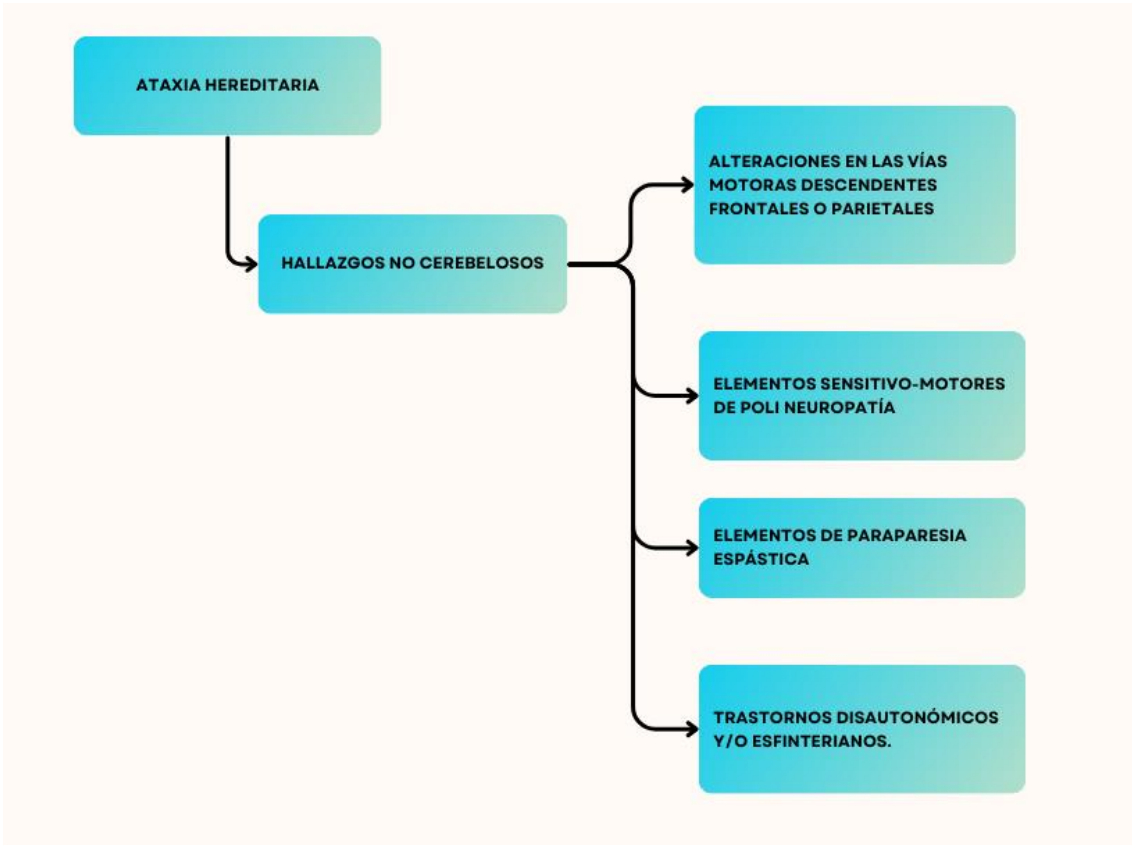 ATAXIA HEREDITARIA
HALLAZGOS NO CEREBELOSOS
ALTERACIONES EN LAS VÍAS
MOTORAS DESCENDENTES
FRONTALES O PARIETALES
ELEMENTOS SENSITIVO-MOTORES
DE POLI NEUROPATÍA
ELEMENTOS DE PARAPARESIA
ESPÁSTICA
TRASTORNOS DISAUTONÓMICOS
Y/O ESFINTERIANOS.